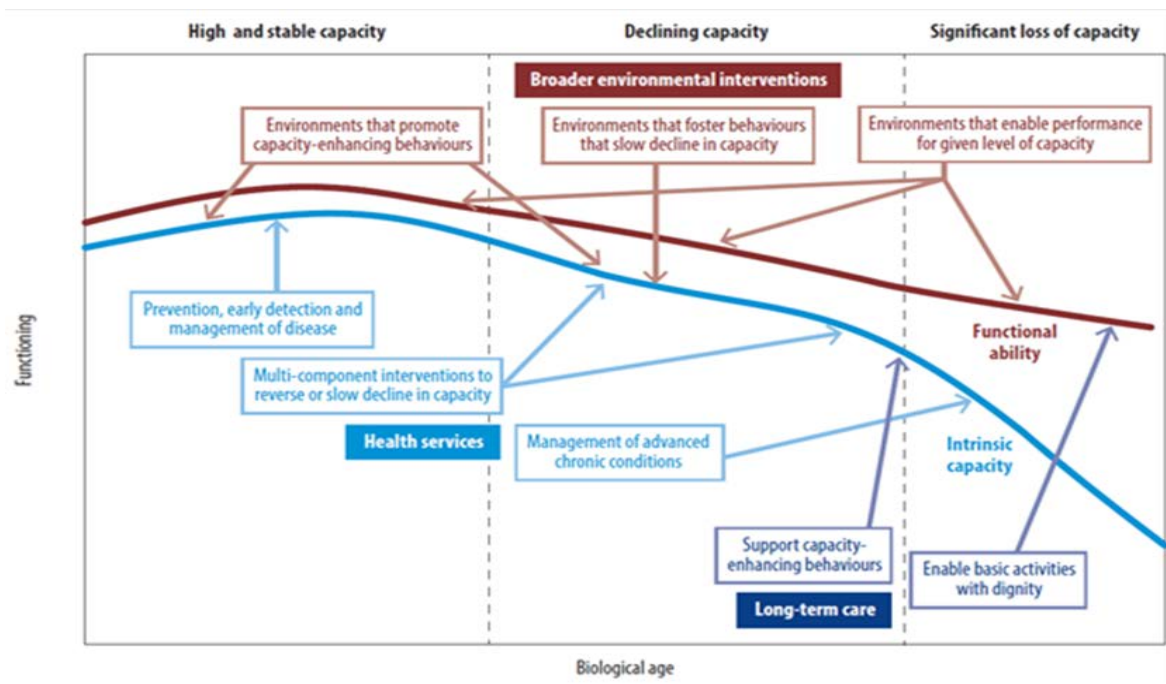 High and stable capacity
Declining capacity
Significant loss of capacity
Broader environmental interventions
Environments that promote
capacity-enhancing behaviours
Environments that foster behaviours
that slow decline in capacity
Environments that enable performance
for given level of capacity
Prevention, early detection and
management of disease
Functional
ability
Functioning
Multi-component interventions to
reverse or slow decline in capacity
Health services
Management of advanced
chronic conditions
Intrinsic
capacity
Support capacity-
enhancing behaviours
Enable basic activities
with dignity
Long-term care
Biological age